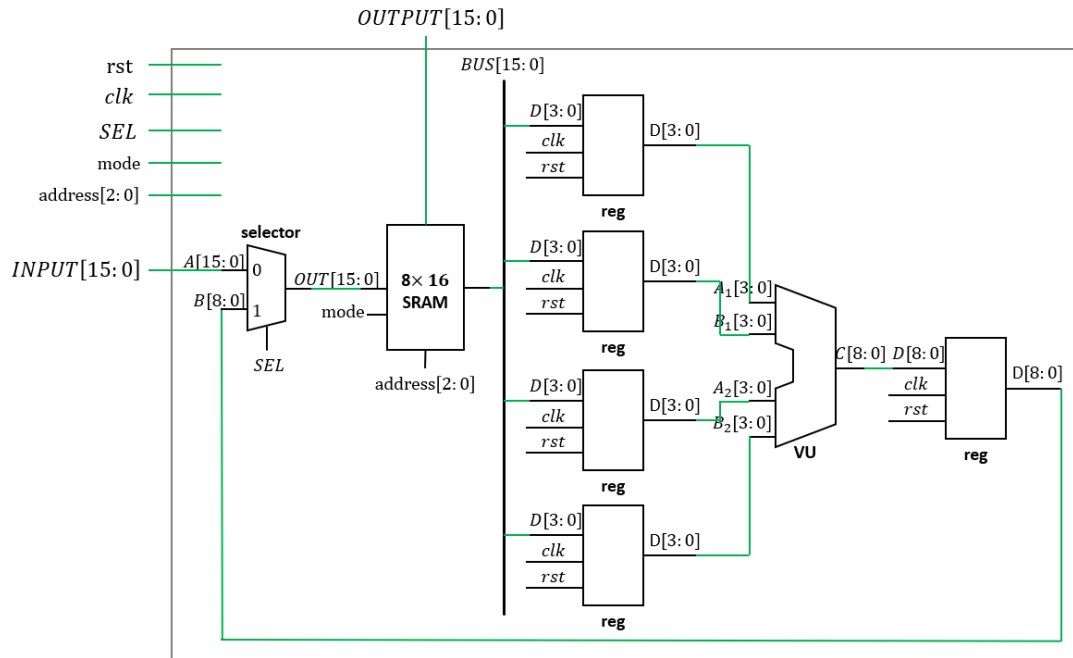 OUTPUT[15:0]
rst
clk
SEL
mode
address[2:0]
INPUT[15:0]
selector
A[15:0]
0
B[8:0]
1
SEL
OUT[15:0]
mode
8× 16
SRAM
address[2:0]
BUS[15:0]
D[3:0]
clk
rst
D[3:0]
reg
D[3:0]
clk
rst
D[3:0]
reg
D[3:0]
clk
rst
D[3:0]
reg
D[3:0]
clk
rst
D[3:0]
reg
A₁[3:0]
B₁[3:0]
A₂[3:0]
B₂[3:0]
VU
C[8:0]
D[8:0]
clk
rst
D[8:0]
reg